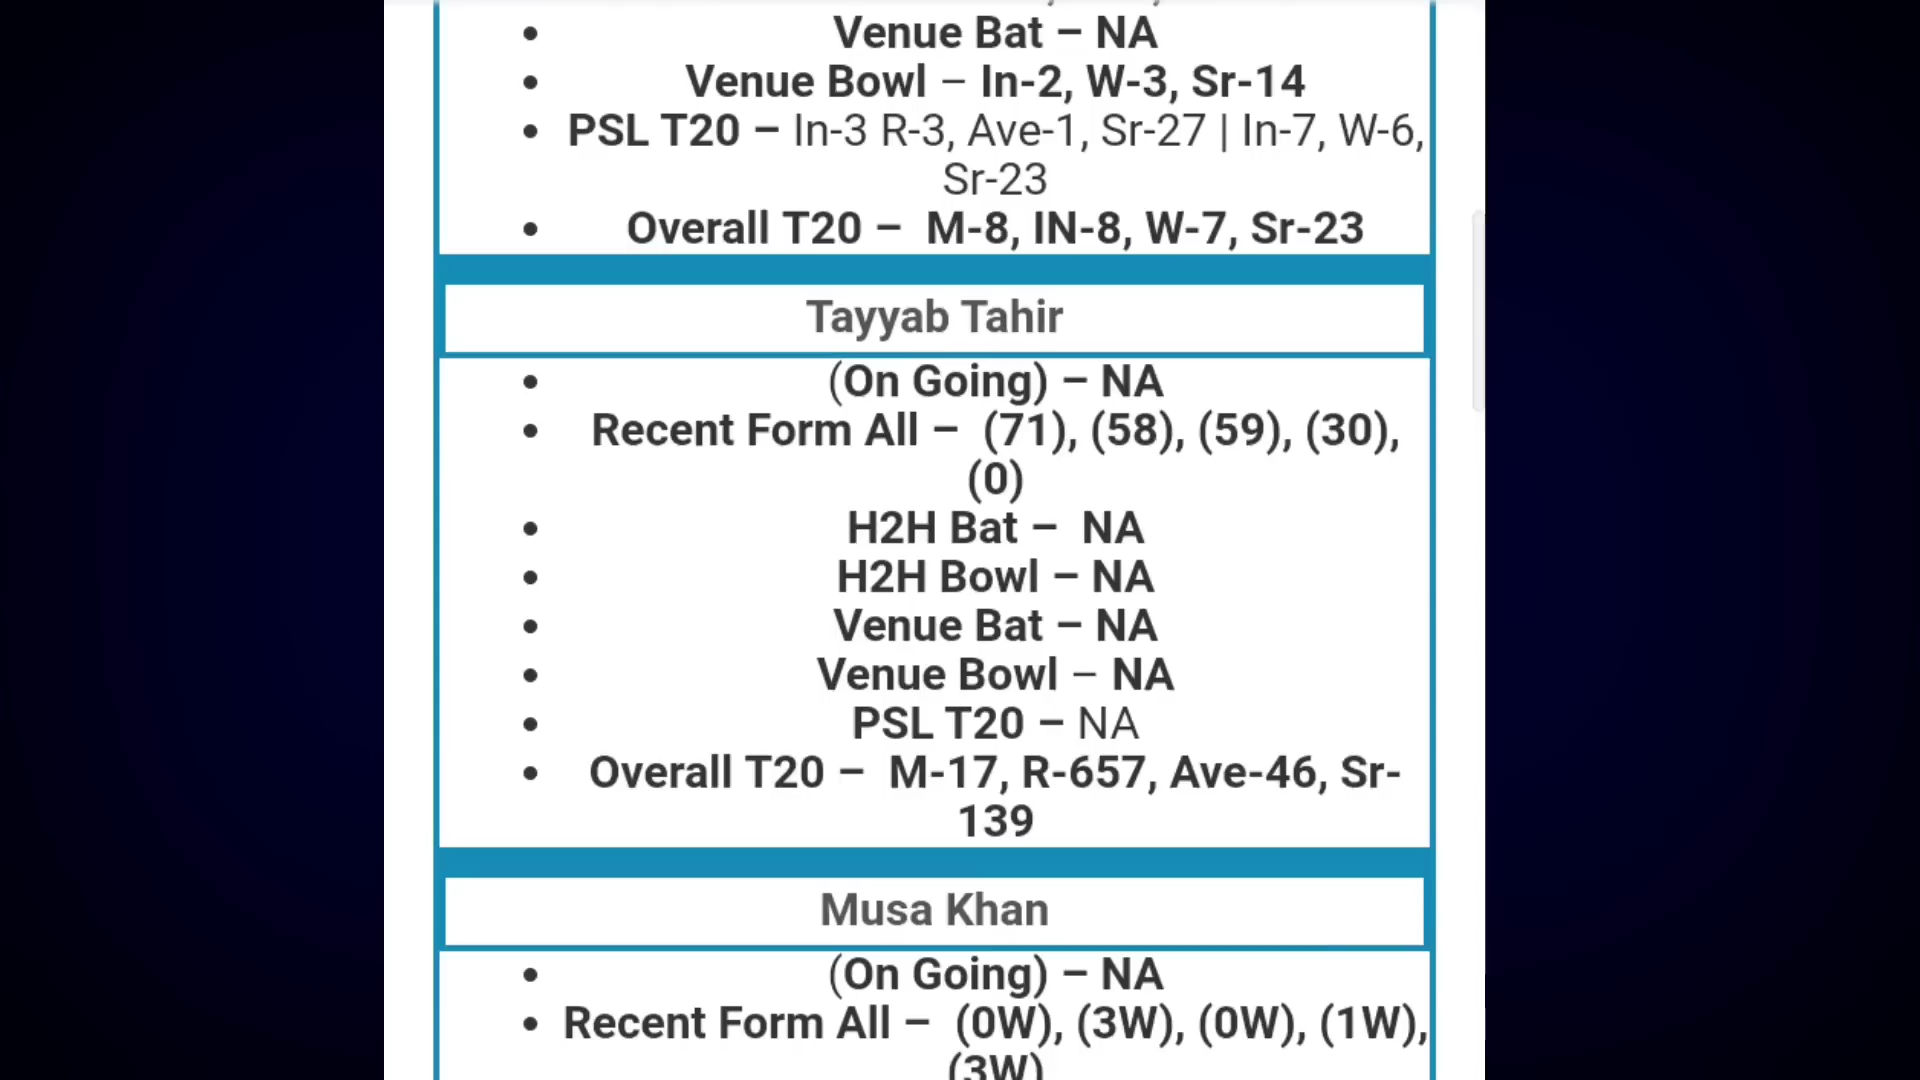 Venue Bat – NA
Venue Bowl – In-2, W-3, Sr-14
PSL T20 – In-3 R-3, Ave-1, Sr-27 | In-7, W-6,
Sr-23
Overall T20 – M-8, IN-8, W-7, Sr-23
Tayyab Tahir
(On Going) – NA
Recent Form All – (71), (58), (59), (30),
(0)
H2H Bat – NA
H2H Bowl – NA
Venue Bat – NA
Venue Bowl – NA
PSL T20 – NA
Overall T20 – M-17, R-657, Ave-46, Sr-
139
Musa Khan
(On Going) – NA
Recent Form All – (0W), (3W), (0W), (1W),
(3W)